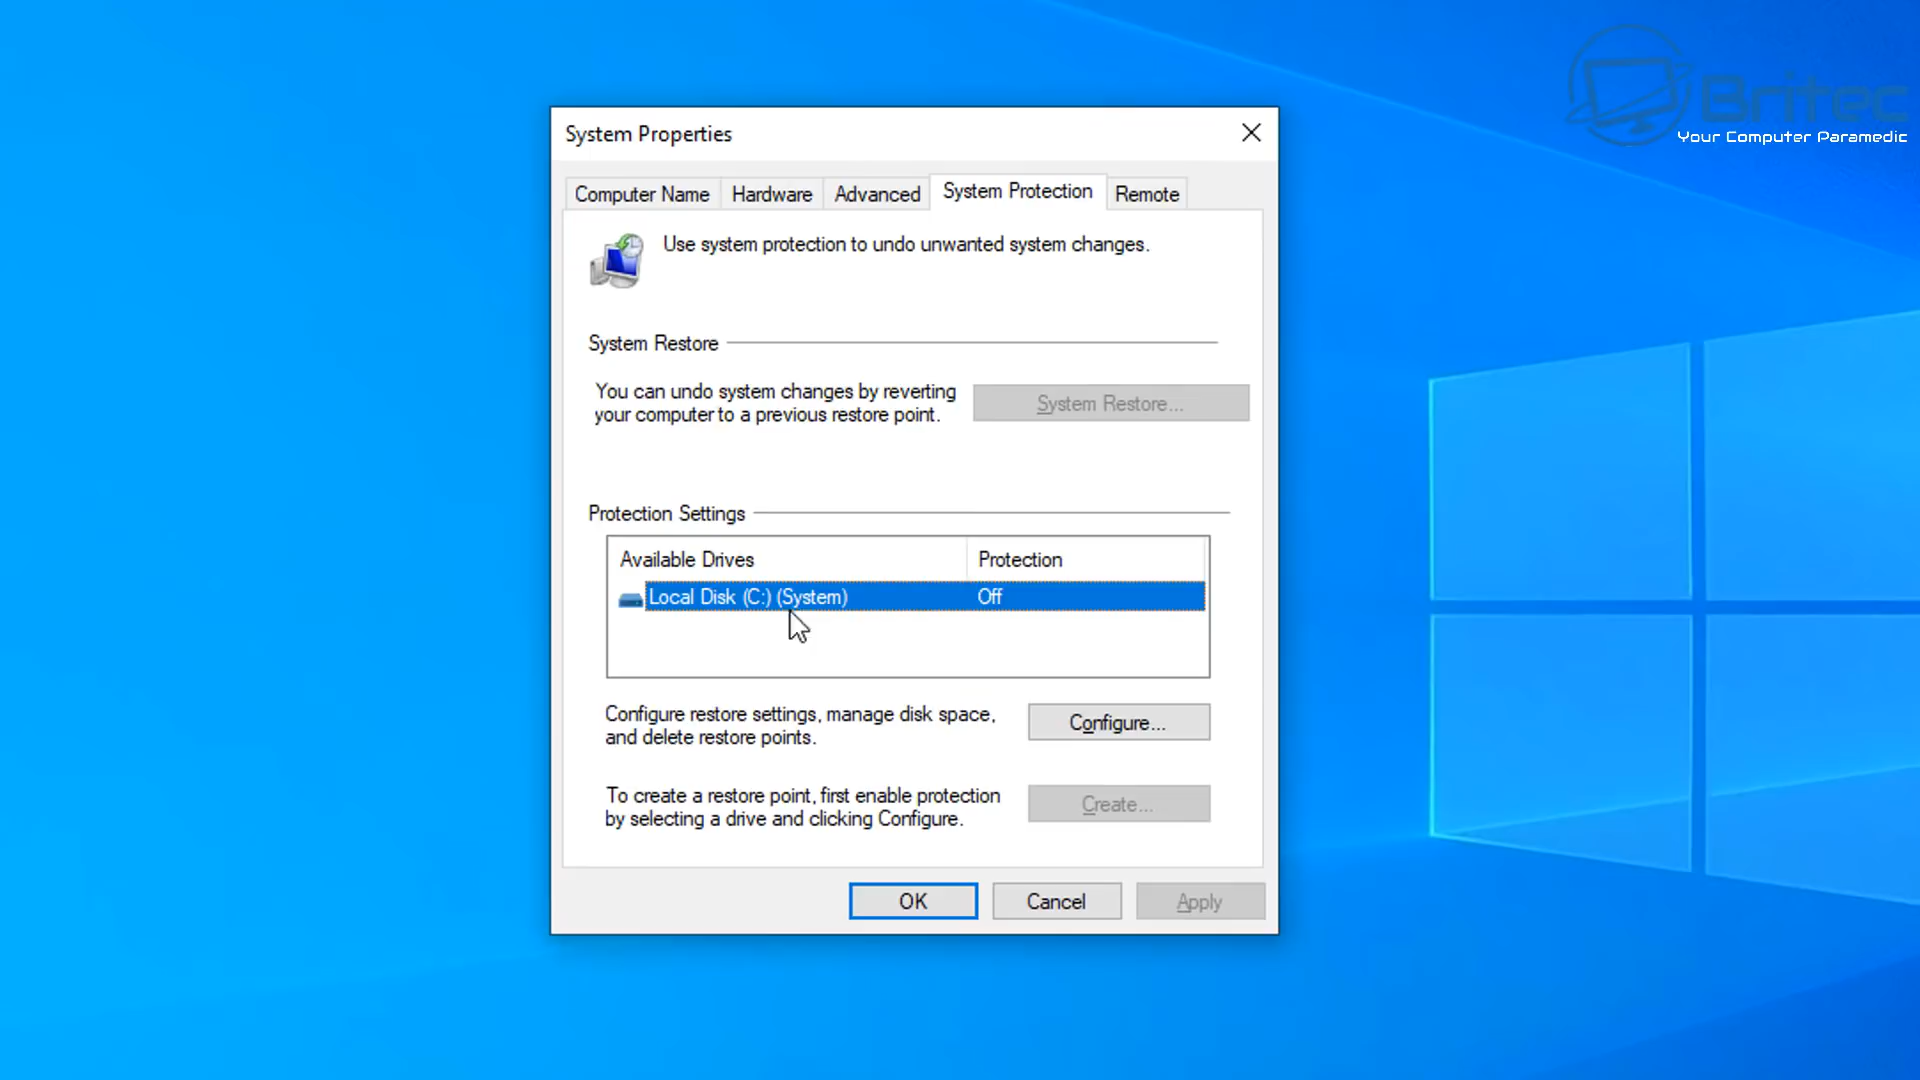 Britec
Your Computer Paramedic
System Properties
Computer Name
Hardware
Advanced
System Protection
Remote
Use system protection to undo unwanted system changes.
System Restore
You can undo system changes by reverting
your computer to a previous restore point.
System Restore...
Protection Settings
Available Drives
Protection
Local Disk (C:) (System)
Off
Configure restore settings, manage disk space,
and delete restore points.
Configure...
To create a restore point, first enable protection
by selecting a drive and clicking Configure.
Create...
OK
Cancel
Apply